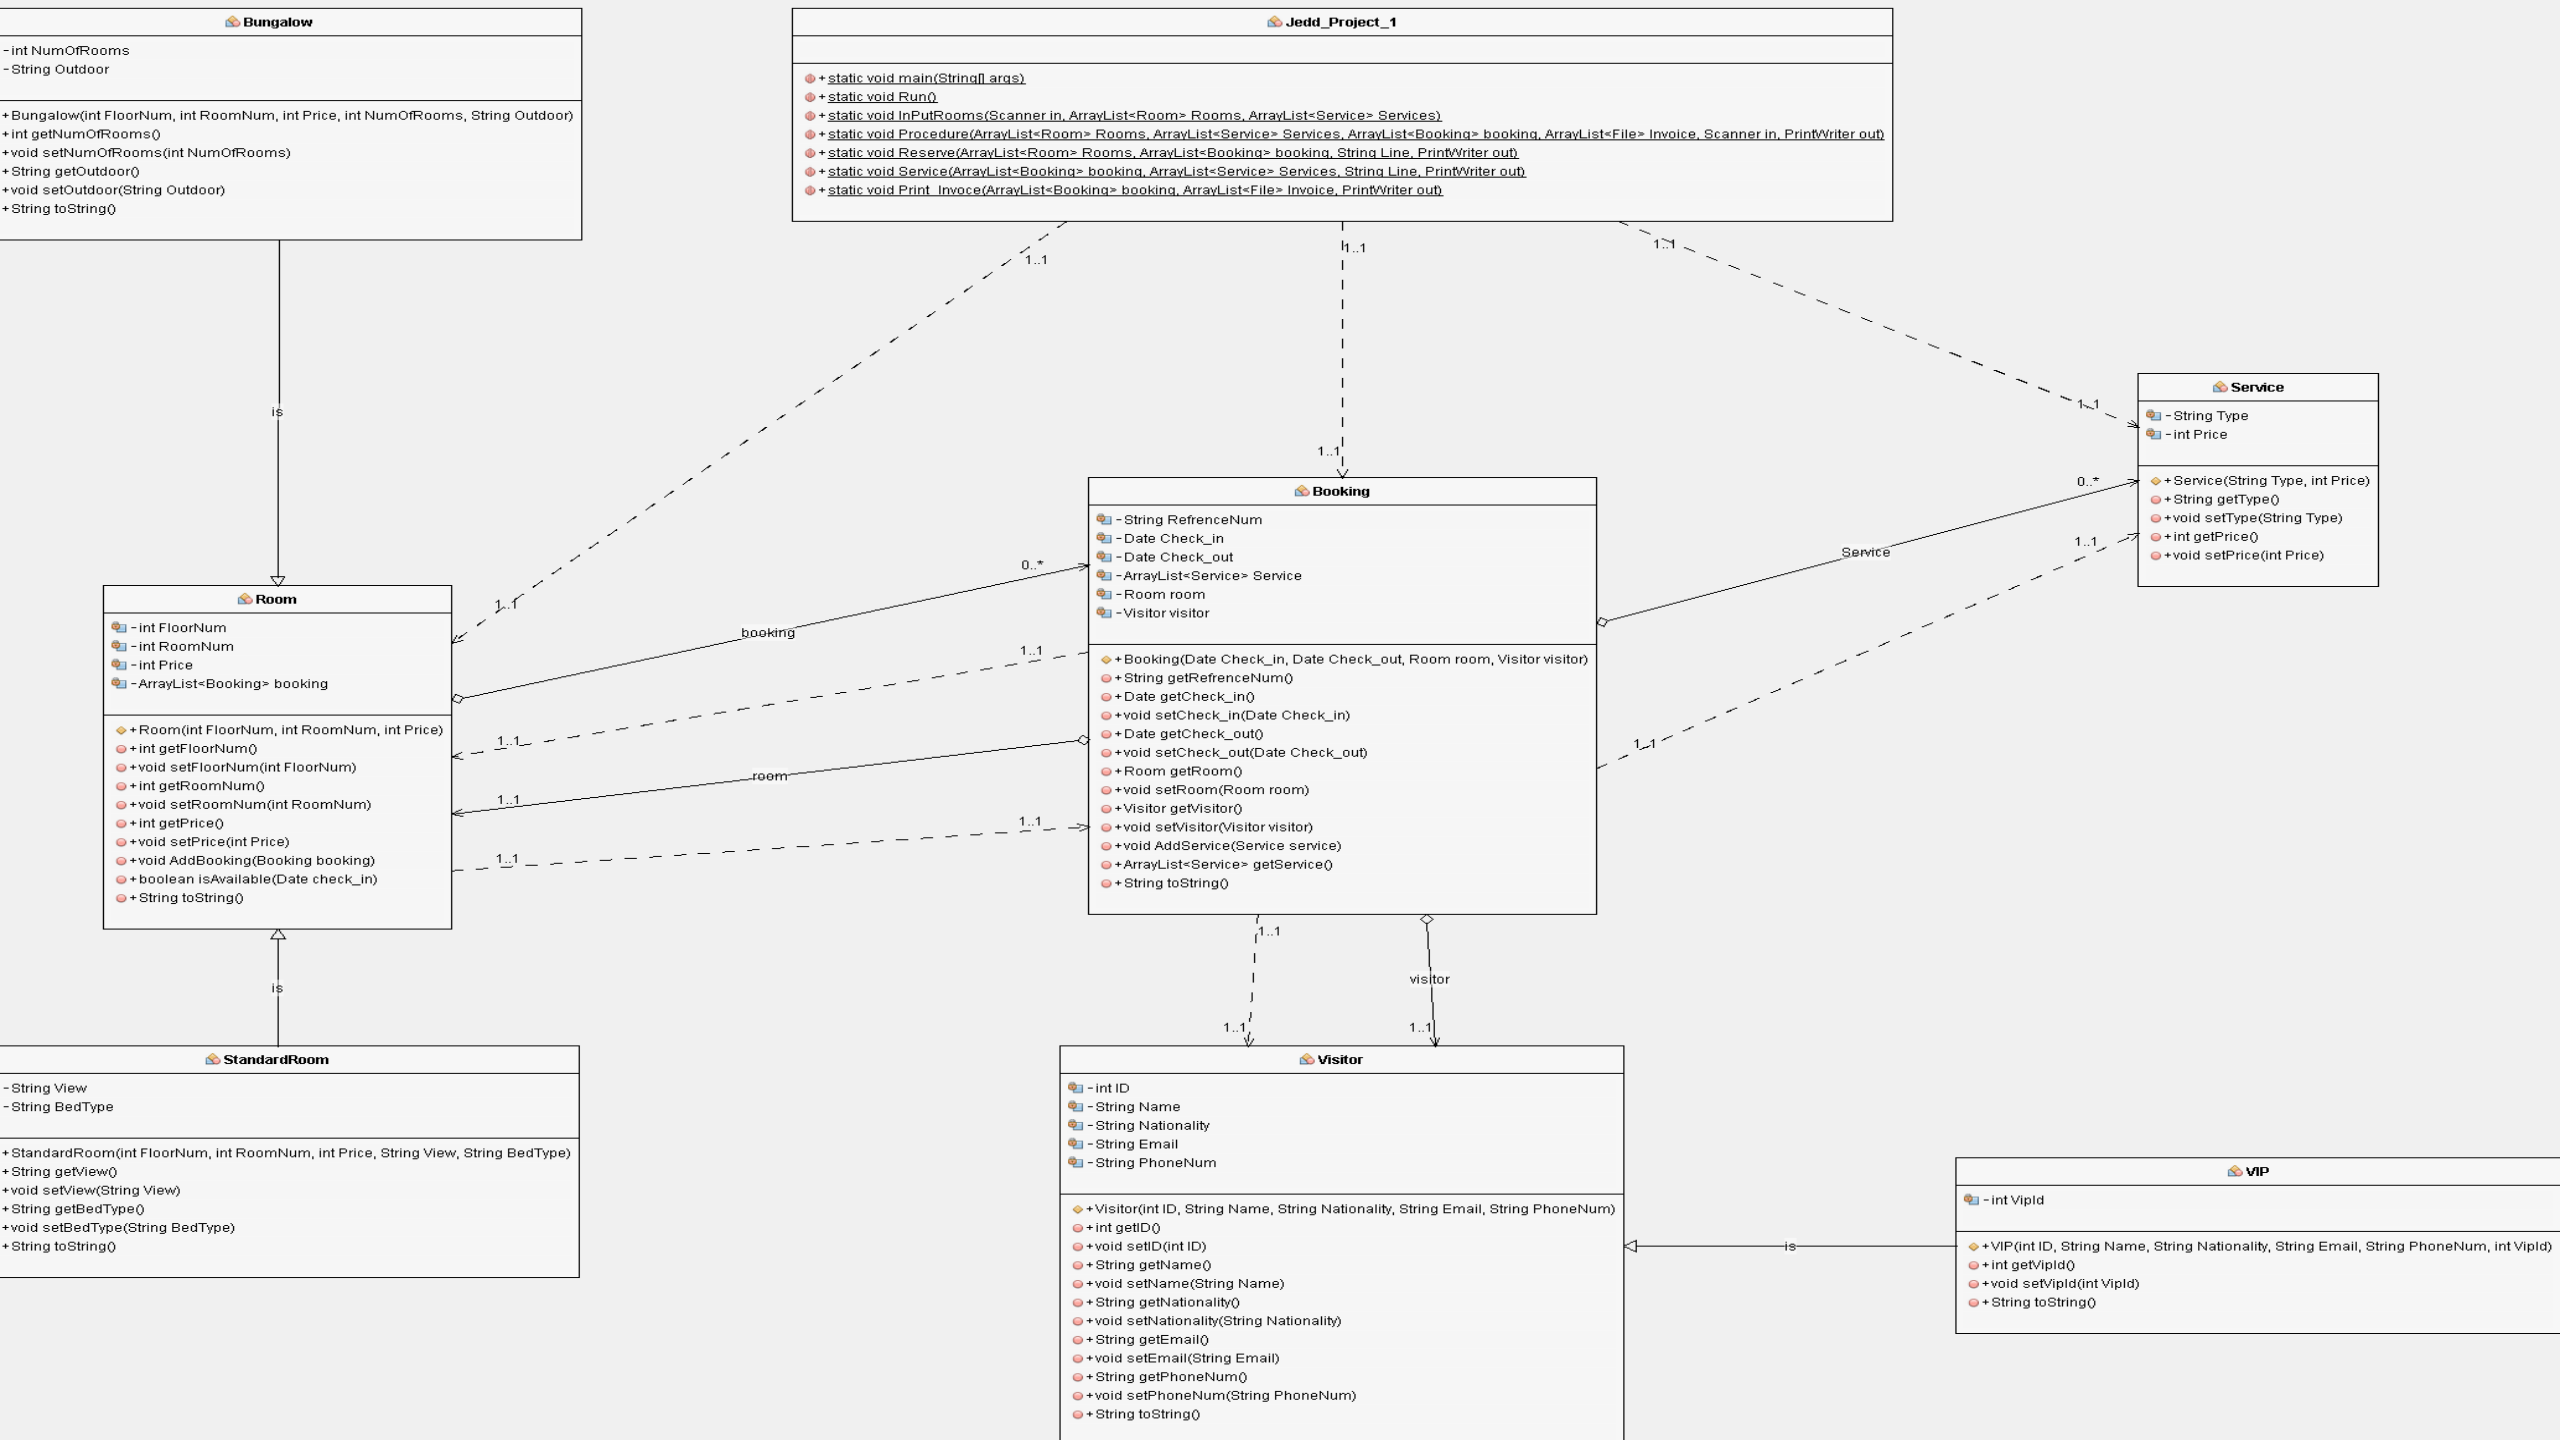 Bungalow
-int NumOfRooms
-String Outdoor
+Bungalow(int FloorNum, int RoomNum, int Price, int NumOfRooms, String Outdoor)
+int getNumOfRooms()
+void setNumOfRooms(int NumOfRooms)
+String getOutdoor()
+void setOutdoor(String Outdoor)
+String toString()
Jedd_Project_1
+static void main(String[] args)
+static void Run()
+static void InPutRooms(Scanner in, ArrayList<Room> Rooms, ArrayList<Service> Services)
+static void Procedure(ArrayList<Room> Rooms, ArrayList<Service> Services, ArrayList<Booking> booking, ArrayList<File> Invoice, Scanner in, PrintWriter out)
+static void Reserve(ArrayList<Room> Rooms, ArrayList<Booking> booking, String Line, PrintWriter out)
+static void Service(ArrayList<Booking> booking, ArrayList<Service> Services, String Line, PrintWriter out)
+static void Print_Invoce(ArrayList<Booking> booking, ArrayList<File> Invoice, PrintWriter out)
1..1
1..1
1..1
is
1..1
1..1
1..1
Service
-String Type
-int Price
+Service(String Type, int Price)
+String getType()
+void setType(String Type)
+int getPrice()
+void setPrice(int Price)
0..*
Service
1..1
1..1
Room
-int FloorNum
-int RoomNum
-int Price
-ArrayList<Booking> booking
+Room(int FloorNum, int RoomNum, int Price)
+int getFloorNum()
+void setFloorNum(int FloorNum)
+int getRoomNum()
+void setRoomNum(int RoomNum)
+int getPrice()
+void setPrice(int Price)
+void AddBooking(Booking booking)
+boolean isAvailable(Date check_in)
+String toString()
0..*
booking
1..1
1..1
room
1..1
1..1
1..1
Booking
-String RefrenceNum
-Date Check_in
-Date Check_out
-ArrayList<Service> Service
-Room room
-Visitor visitor
+Booking(Date Check_in, Date Check_out, Room room, Visitor visitor)
+String getRefrenceNum()
+Date getCheck_in()
+void setCheck_in(Date Check_in)
+Date getCheck_out()
+void setCheck_out(Date Check_out)
+Room getRoom()
+void setRoom(Room room)
+Visitor getVisitor()
+void setVisitor(Visitor visitor)
+void AddService(Service service)
+ArrayList<Service> getService()
+String toString()
is
1..1
visitor
1..1
1..1
StandardRoom
-String View
-String BedType
+StandardRoom(int FloorNum, int RoomNum, int Price, String View, String BedType)
+String getView()
+void setView(String View)
+String getBedType()
+void setBedType(String BedType)
+String toString()
Visitor
-int ID
-String Name
-String Nationality
-String Email
-String PhoneNum
+Visitor(int ID, String Name, String Nationality, String Email, String PhoneNum)
+int getID()
+void setID(int ID)
+String getName()
+void setName(String Name)
+String getNationality()
+void setNationality(String Nationality)
+String getEmail()
+void setEmail(String Email)
+String getPhoneNum()
+void setPhoneNum(String PhoneNum)
+String toString()
is
VIP
-int VipId
+VIP(int ID, String Name, String Nationality, String Email, String PhoneNum, int VipId)
+int getVipId()
+void setVipId(int VipId)
+String toString()